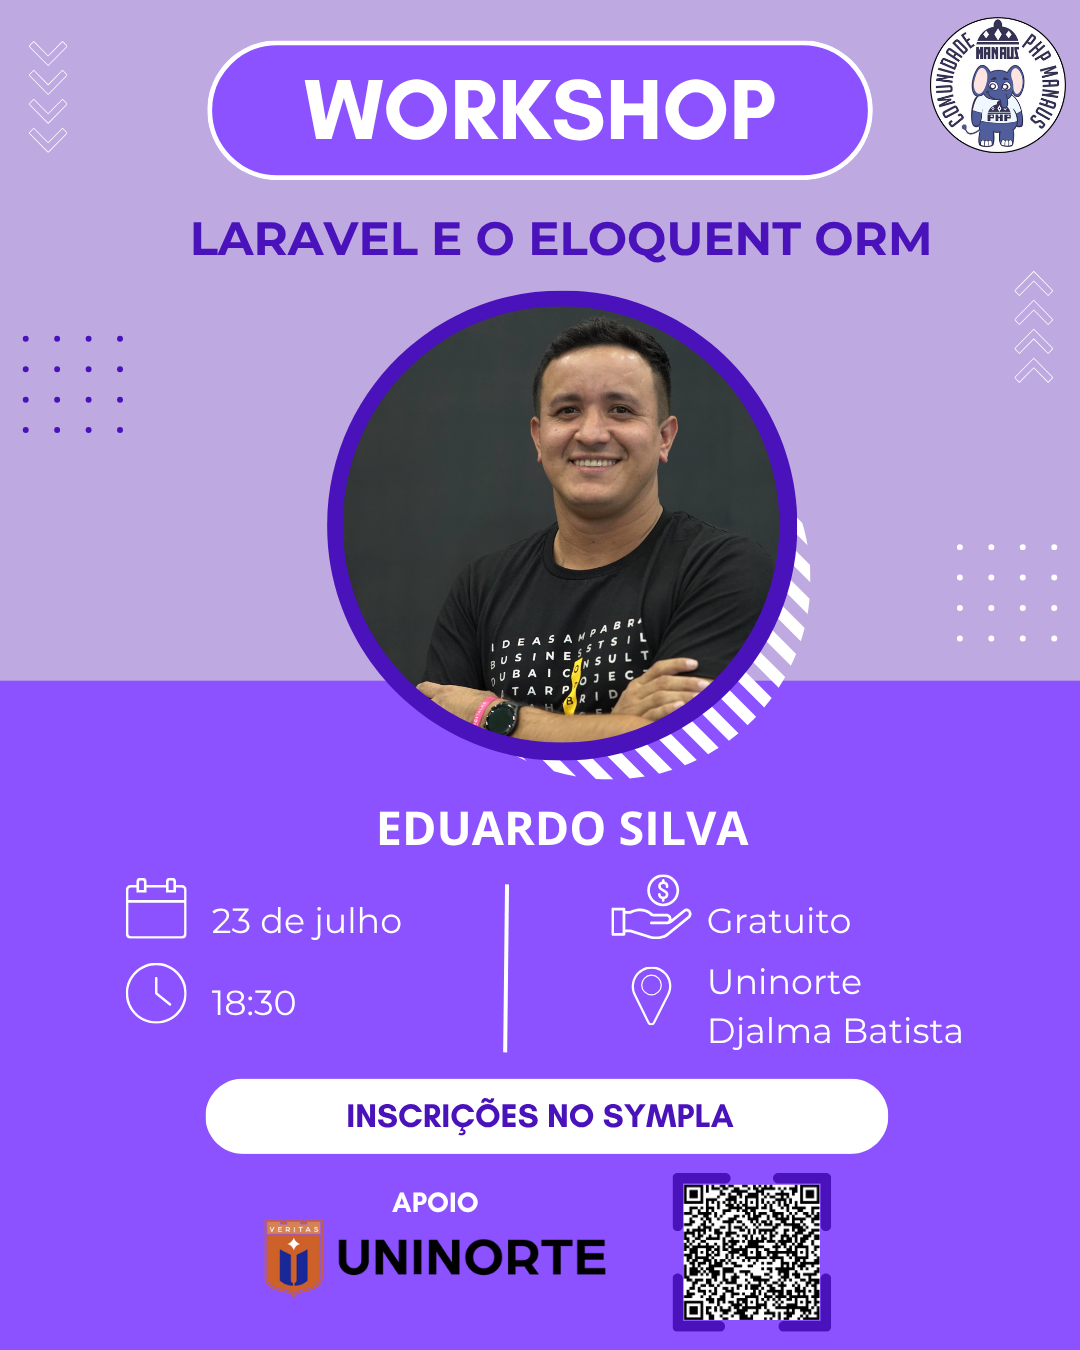 WORKSHOP
COMUNIDADE PHP MANAUS
MANAUS
PHP
LARAVEL E O ELOQUENT ORM
EDUARDO SILVA
23 de julho
18:30
Gratuito
Uninorte
Djalma Batista
INSCRIÇÕES NO SYMPLA
APOIO
VERITAS
UNINORTE